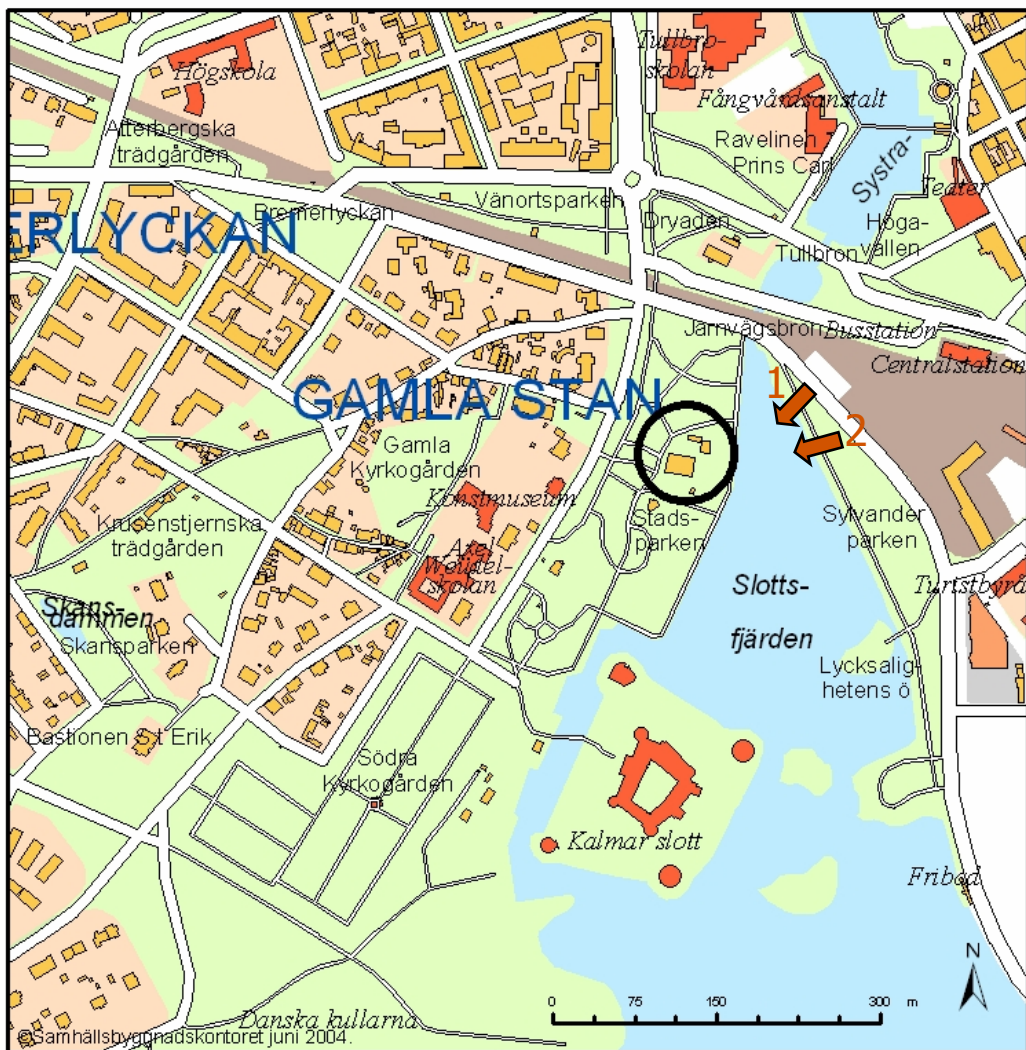 Högskola
Tullbro-
skolan
Fångvårdsanstalt
Atterbergska
trädgården
Ravelinen
Prins Carl
Systra-
Teater
Bremerlyckan
Vänortsparken
Dryaden
Höga-
vallen
Tullbron
ERLYCKAN
Järnvägsbron
Busstation
Centralstation
GAMLA STAN
1
2
Gamla
Kyrkogården
Konstmuseum
Krusenstjernska
trädgården
Axel
Weüdel-
skolan
Stads-
parken
Sylvander
parken
Slotts-
fjärden
Turistbyrå
Skans-
dammen
Skansparken
Lycksalig-
hetens ö
Bastionen S:t Erik
Södra
Kyrkogården
Kalmar slott
Fribad
N
0 75 150 300 m
Danska kullarna
©Samhällsbyggnadskontoret juni 2004.